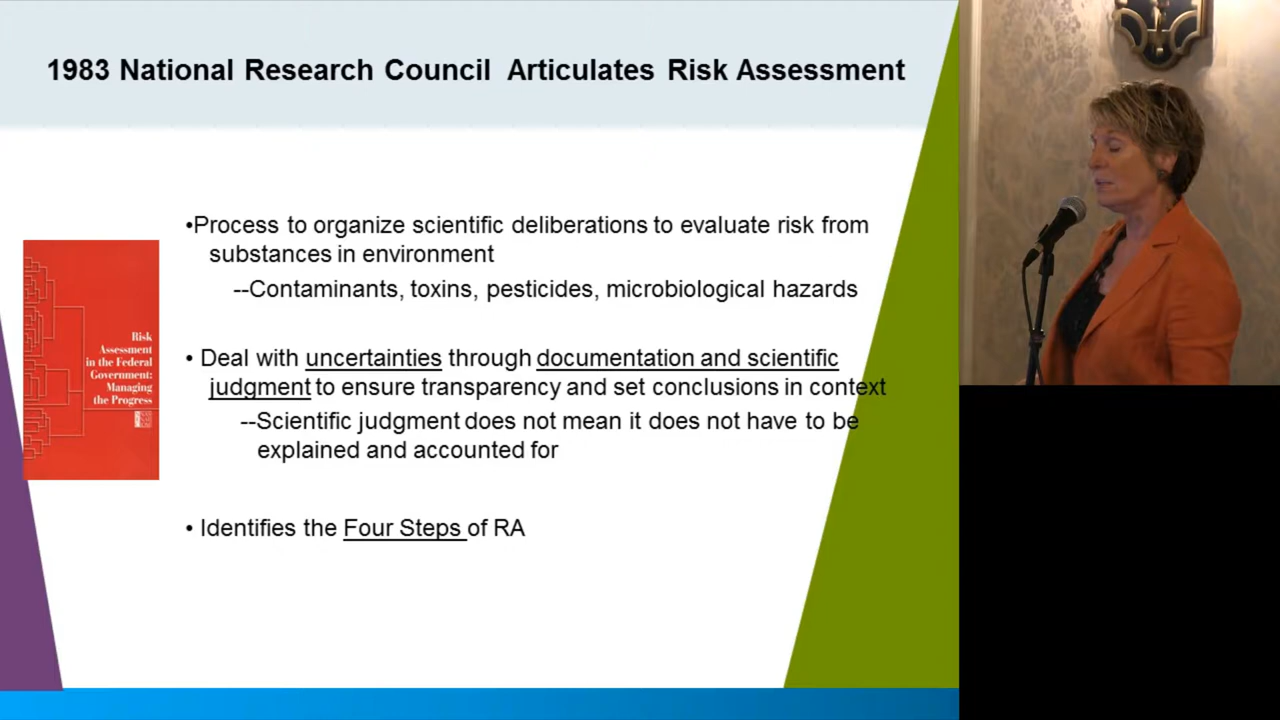 1983 National Research Council Articulates Risk Assessment
•Process to organize scientific deliberations to evaluate risk from
substances in environment
--Contaminants, toxins, pesticides, microbiological hazards
Risk
Assessment
in the Federal
Government:
Managing
the Progress
• Deal with uncertainties through documentation and scientific
judgment to ensure transparency and set conclusions in context
--Scientific judgment does not mean it does not have to be
explained and accounted for
• Identifies the Four Steps of RA